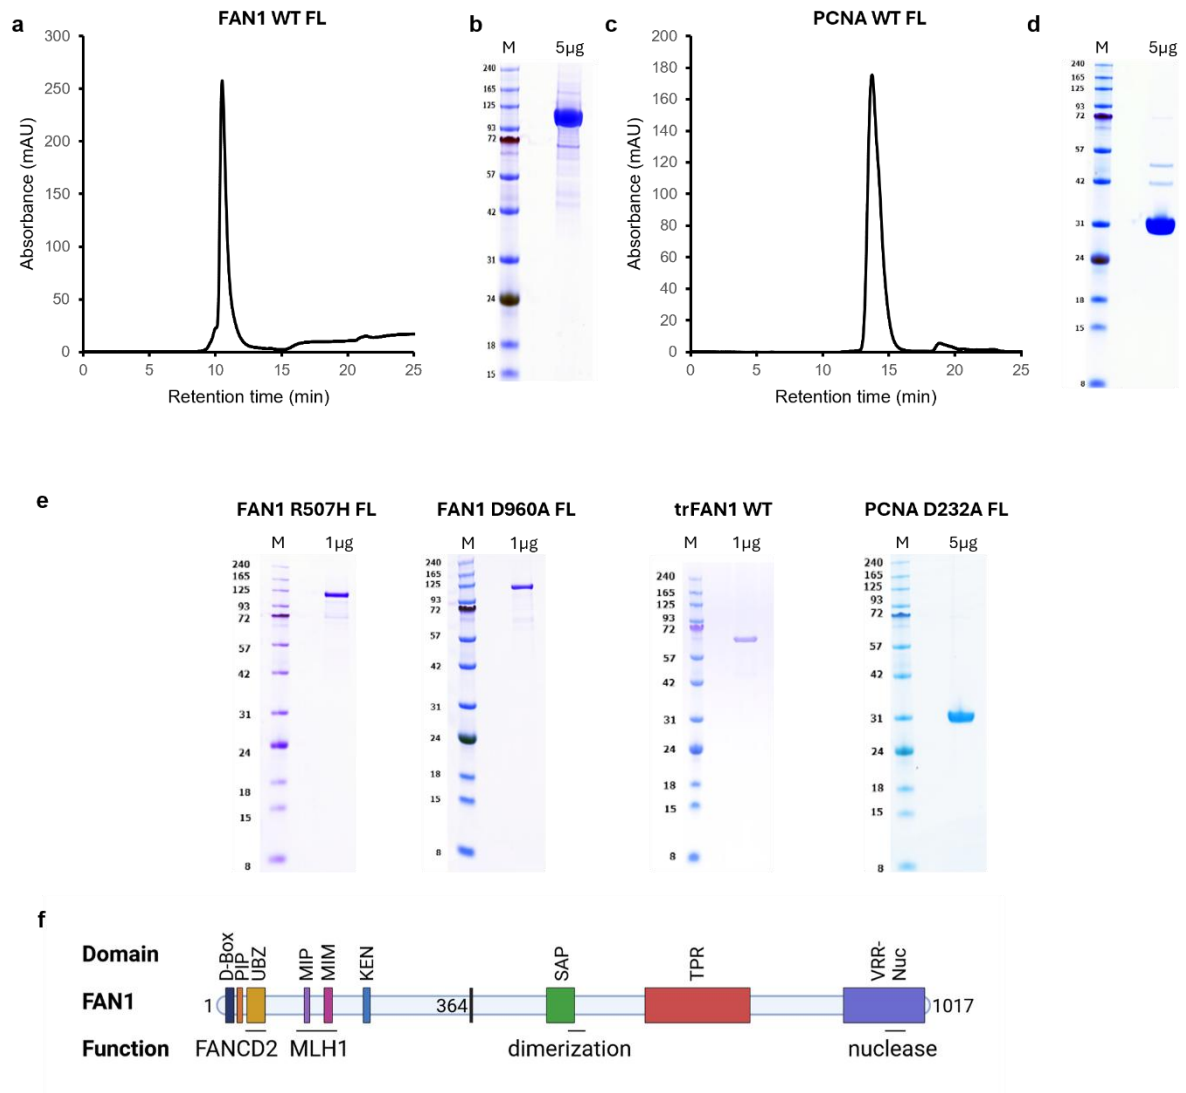 a
FAN1 WT FL
300
250
200
150
100
50
0
0 5 10 15 20 25
Absorbance (mAU)
Retention time (min)
b
M 5µg
240
165
125
93
72
57
42
31
24
18
15
c
PCNA WT FL
200
180
160
140
120
100
80
60
40
20
0
0 5 10 15 20 25
Absorbance (mAU)
Retention time (min)
d
M 5µg
240
165
125
93
72
57
42
31
24
18
15
8
e
FAN1 R507H FL
M 1µg
240
165
125
93
72
57
42
31
24
18
15
8
FAN1 D960A FL
M 1µg
240
165
125
93
72
57
42
31
24
18
15
8
trFAN1 WT
M 1µg
240
165
125
93
72
57
42
31
24
18
15
8
PCNA D232A FL
M 5µg
240
165
125
93
72
57
42
31
24
18
15
8
f
Domain
D-Box
PIP
UBZ
MIP
MIM
KEN
SAP
TPR
VRR-
Nuc
FAN1
1 364 1017
Function
FANCD2 MLH1 dimerization nuclease